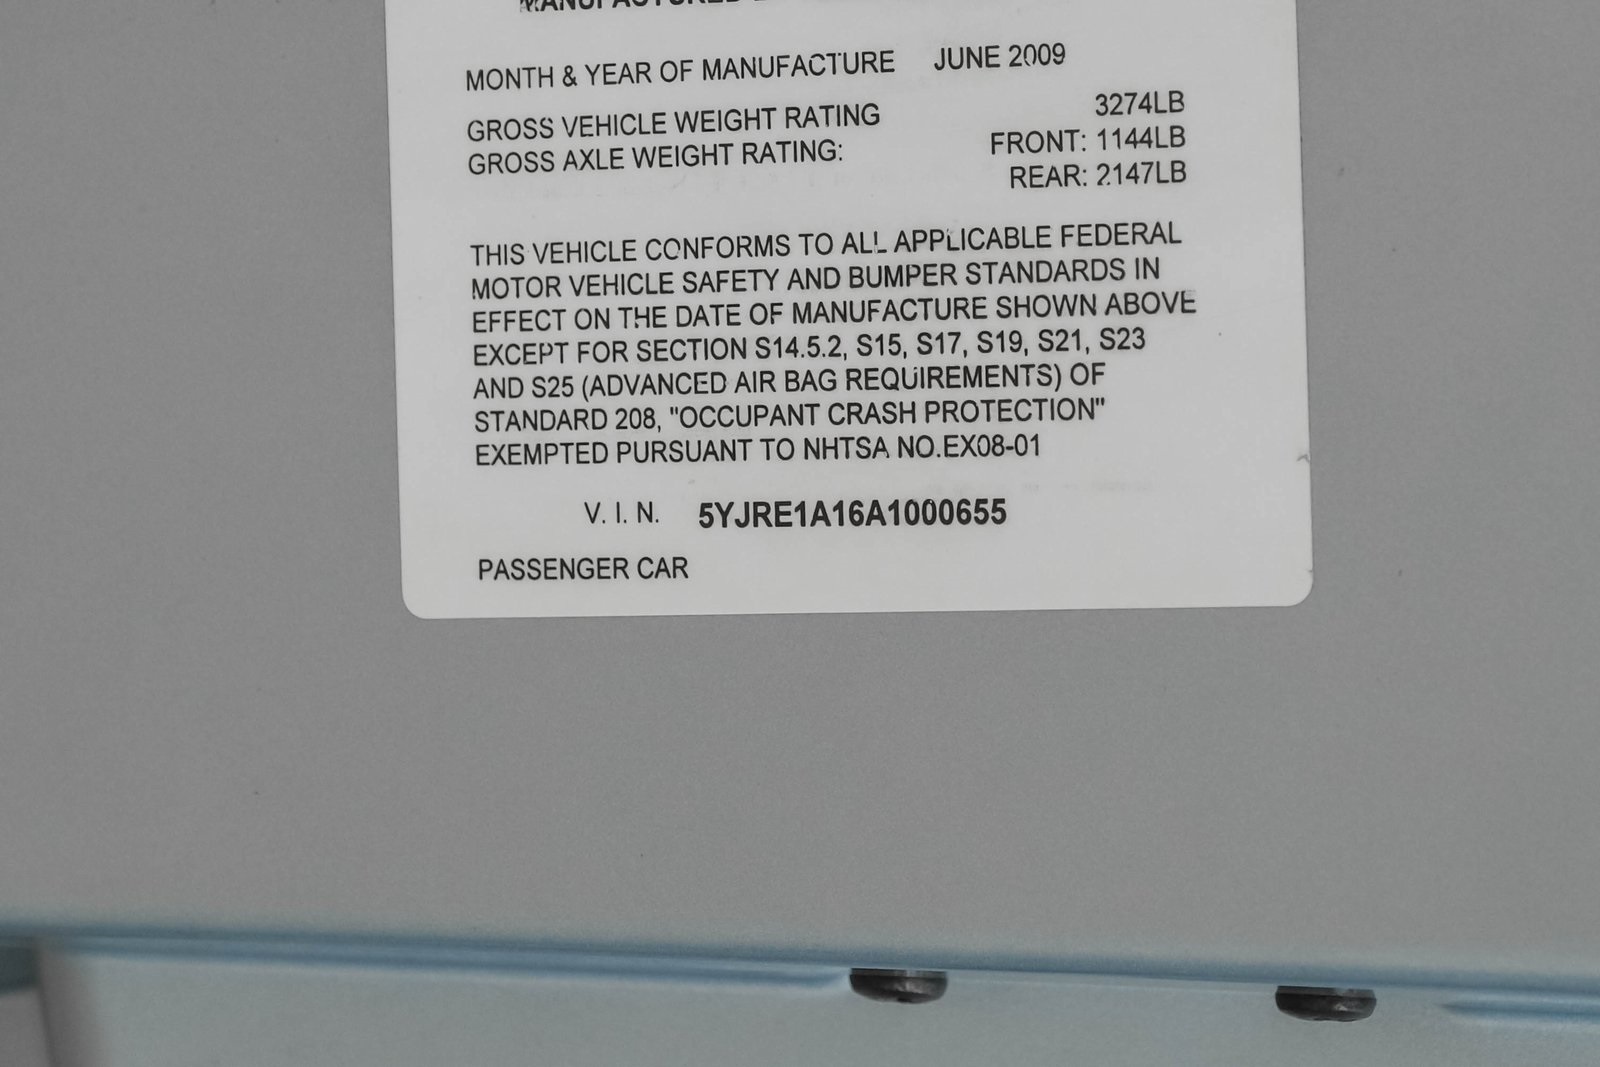 MANUFACTURED
MONTH & YEAR OF MANUFACTURE JUNE 2009
GROSS VEHICLE WEIGHT RATING 3274LB
GROSS AXLE WEIGHT RATING: FRONT: 1144LB
REAR: 2147LB
THIS VEHICLE CONFORMS TO ALL APPLICABLE FEDERAL
MOTOR VEHICLE SAFETY AND BUMPER STANDARDS IN
EFFECT ON THE DATE OF MANUFACTURE SHOWN ABOVE
EXCEPT FOR SECTION S14.5.2, S15, S17, S19, S21, S23
AND S25 (ADVANCED AIR BAG REQUIREMENTS) OF
STANDARD 208, "OCCUPANT CRASH PROTECTION"
EXEMPTED PURSUANT TO NHTSA NO.EX08-01
V. I. N. 5YJRE1A16A1000655
PASSENGER CAR